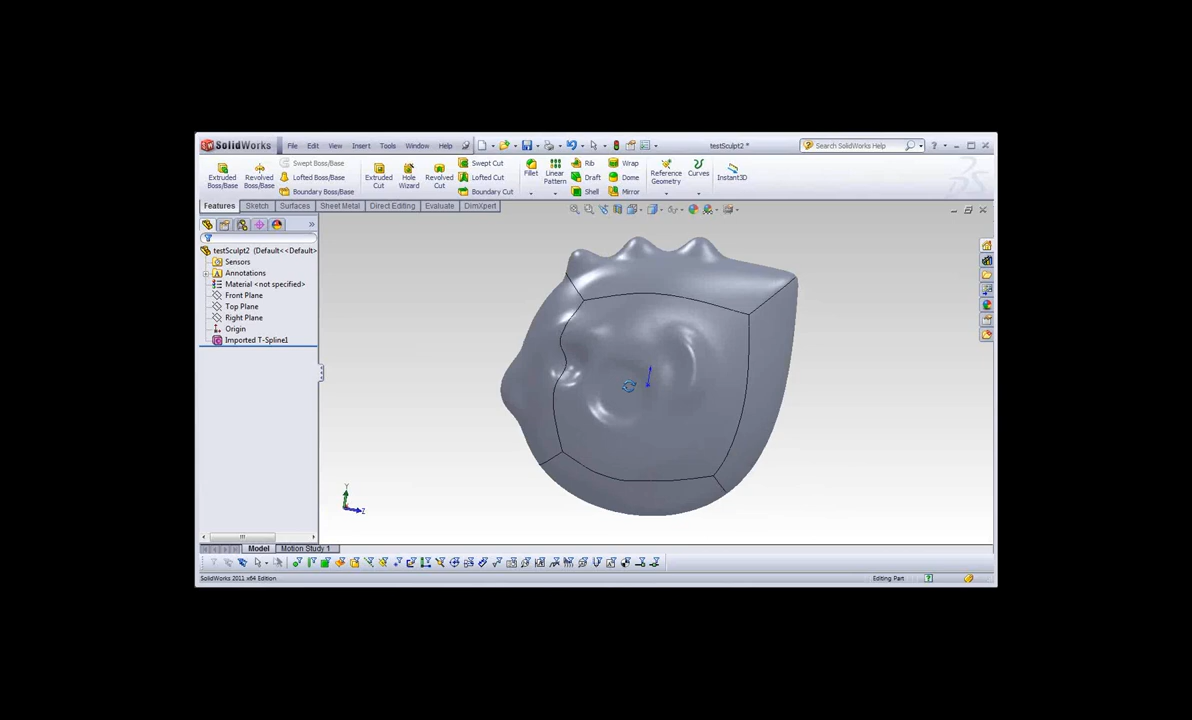 SolidWorks File Edit View Insert Tools Window Help testSculpt2 * Search SolidWorks Help
Extruded Boss/Base Revolved Boss/Base Swept Boss/Base Extruded Cut Hole Wizard Revolved Cut Swept Cut Fillet Linear Pattern Rib Wrap Reference Geometry Curves Instant3D
Lofted Boss/Base Lofted Cut Draft Dome
Boundary Boss/Base Boundary Cut Shell Mirror
Features Sketch Surfaces Sheet Metal Direct Editing Evaluate DimXpert
testSculpt2 (Default<<Default>
Sensors
Annotations
Material <not specified>
Front Plane
Top Plane
Right Plane
Origin
Imported T-Spline1
Y
Z
Model Motion Study 1
SolidWorks 2011 x64 Edition Editing Part